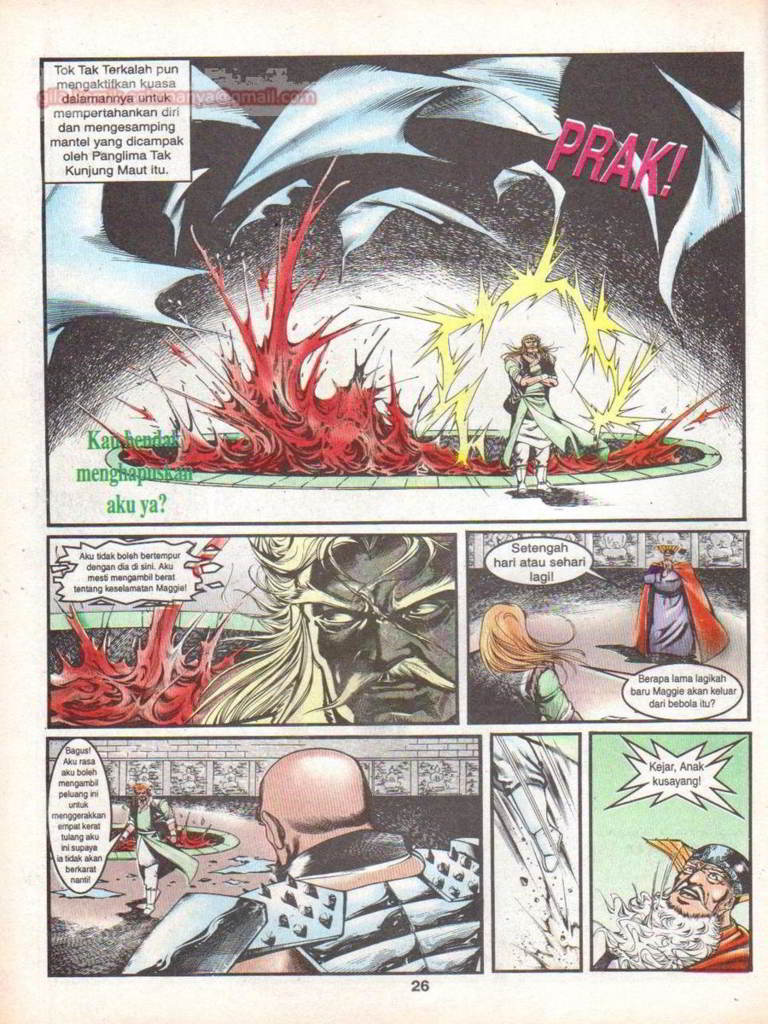 Tok Tak Terkalah pun
mengaktifkan kuasa
dalamannya untuk
mempertahankan diri
dan mengesamping
mantel yang dicampak
oleh Panglima Tak
Kunjung Maut itu.
PRAK!
Kau hendak
menghapuskan
aku ya?
Aku tidak boleh bertempur
dengan dia di sini. Aku
mesti mengambil berat
tentang keselamatan Maggie!
Setengah
hari atau sehari
lagi!
Berapa lama lagikah
baru Maggie akan keluar
dari bebola itu?
Bagus!
Aku rasa
aku boleh
mengambil
peluang ini
untuk
menggerakkan
empat kerat
tulang aku
ini supaya
ia tidak akan
berkarat
nanti!
Kejar, Anak
kusayang!
26